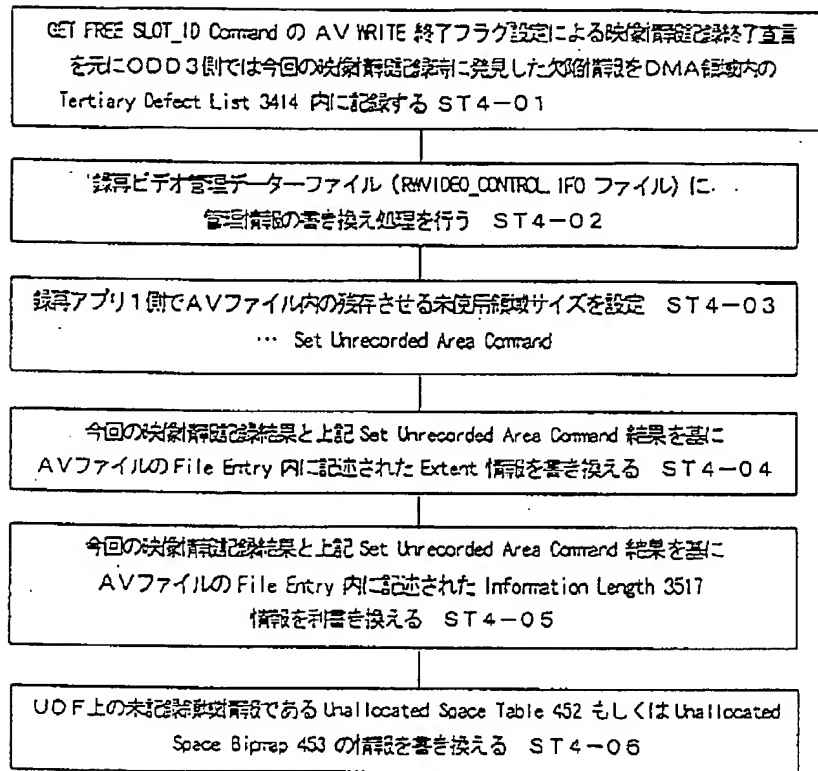 GET FREE SLOT_ID Command の AV WRITE 終了フラグ設定による映像情報記録終了宣言
を元にODD3側では今回の映像情報記録時に発見した欠陥情報をDMA領域内の
Tertiary Defect List 3414 内に記録する ST4-01
録再ビデオ管理データーファイル (RWVIDEO_CONTROL. IFO ファイル) に
管理情報の書き換え処理を行う ST4-02
録再アプリ1側でAVファイル内の残存させる未使用領域サイズを設定 ST4-03
… Set Unrecorded Area Command
今回の映像情報記録結果と上記 Set Unrecorded Area Command 結果を基に
AVファイルの File Entry 内に記述された Extent 情報を書き換える ST4-04
今回の映像情報記録結果と上記 Set Unrecorded Area Command 結果を基に
AVファイルの File Entry 内に記述された Information Length 3517
情報を利書き換える ST4-05
UDF上の未記録領域情報である Unallocated Space Table 452 もしくは Unallocated
Space Bipmap 453 の情報を書き換える ST4-06